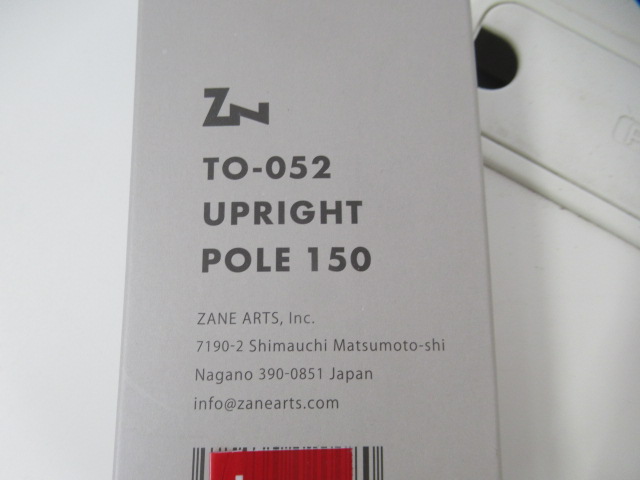 ZN
TO-052
UPRIGHT
POLE 150
ZANE ARTS, Inc.
7190-2 Shimauchi Matsumoto-shi
Nagano 390-0851 Japan
info@zanearts.com